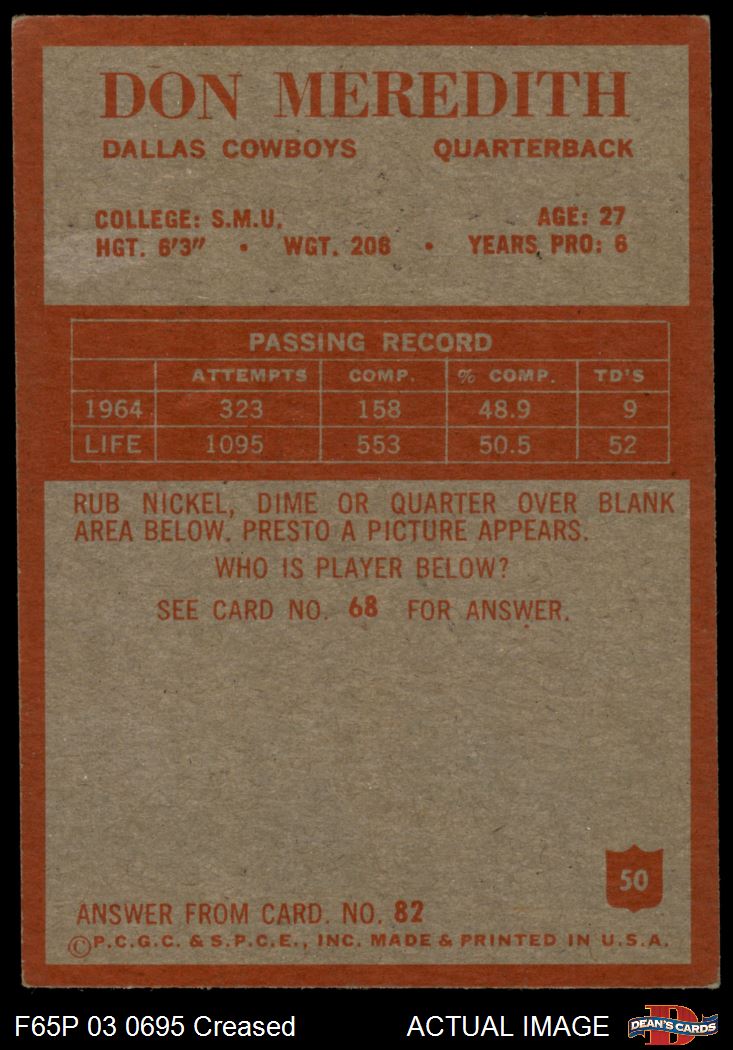 DON MEREDITH
DALLAS COWBOYS QUARTERBACK
COLLEGE: S.M.U. AGE: 27
HGT. 6'3" • WGT. 206 • YEARS PRO: 6
PASSING RECORD
ATTEMPTS COMP. % COMP. TD'S
1964 323 158 48.9 9
LIFE 1095 553 50.5 52
RUB NICKEL, DIME OR QUARTER OVER BLANK
AREA BELOW. PRESTO A PICTURE APPEARS.
WHO IS PLAYER BELOW?
SEE CARD NO. 68 FOR ANSWER.
50
ANSWER FROM CARD. NO. 82
©P.C.G.C. & S.P.C.E., INC. MADE & PRINTED IN U.S.A.
F65P 03 0695 Creased ACTUAL IMAGE
D
DEAN'S CARDS